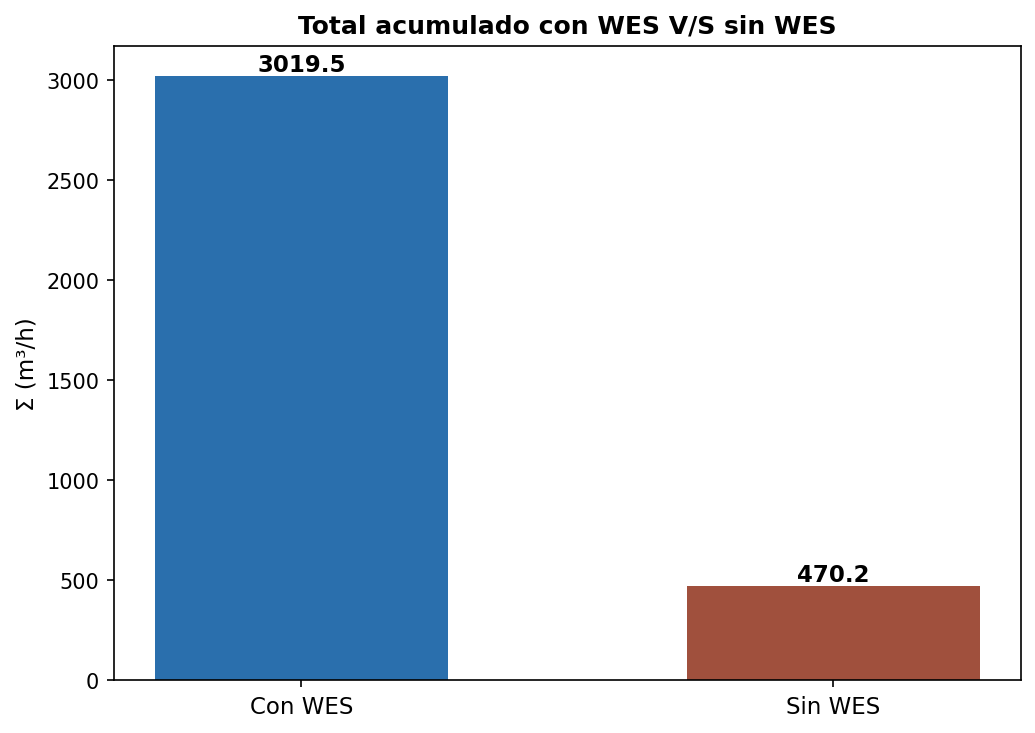 Total acumulado con WES V/S sin WES
3019.5
470.2
Σ (m³/h)
3000
2500
2000
1500
1000
500
0
Con WES
Sin WES